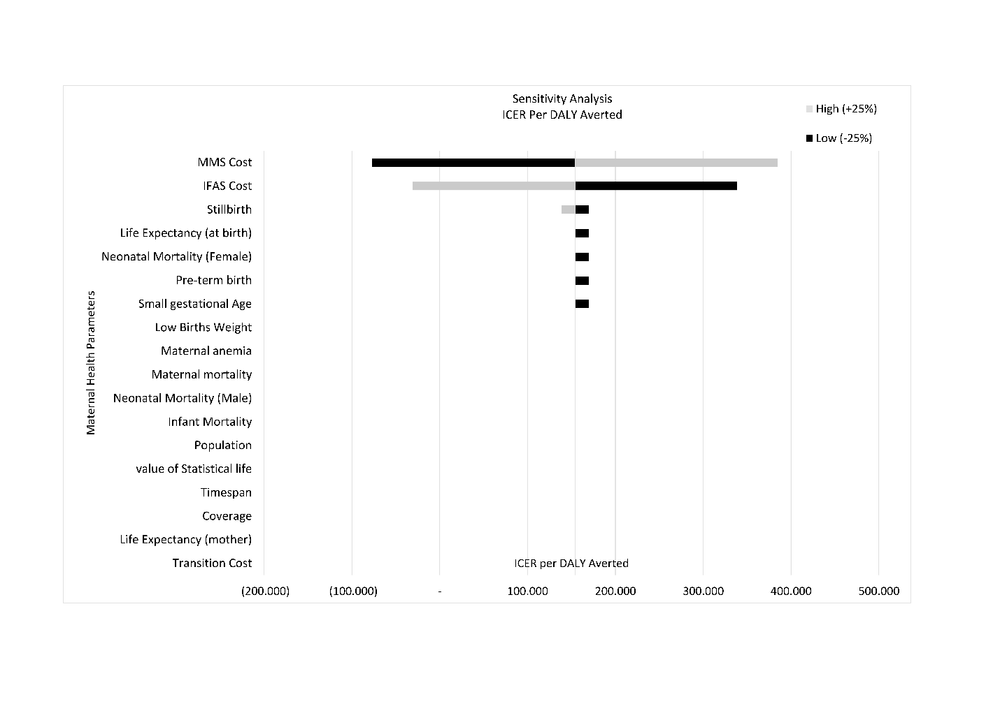 Sensitivity Analysis
ICER Per DALY Averted
High (+25%)
Low (-25%)
MMS Cost
IFAS Cost
Stillbirth
Life Expectancy (at birth)
Neonatal Mortality (Female)
Pre-term birth
Small gestational Age
Low Births Weight
Maternal anemia
Maternal mortality
Neonatal Mortality (Male)
Infant Mortality
Population
value of Statistical life
Timespan
Coverage
Life Expectancy (mother)
Transition Cost
Maternal Health Parameters
ICER per DALY Averted
(200.000) (100.000) - 100.000 200.000 300.000 400.000 500.000